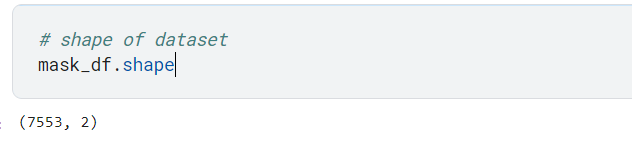 # shape of dataset
mask_df.shape
: (7553, 2)